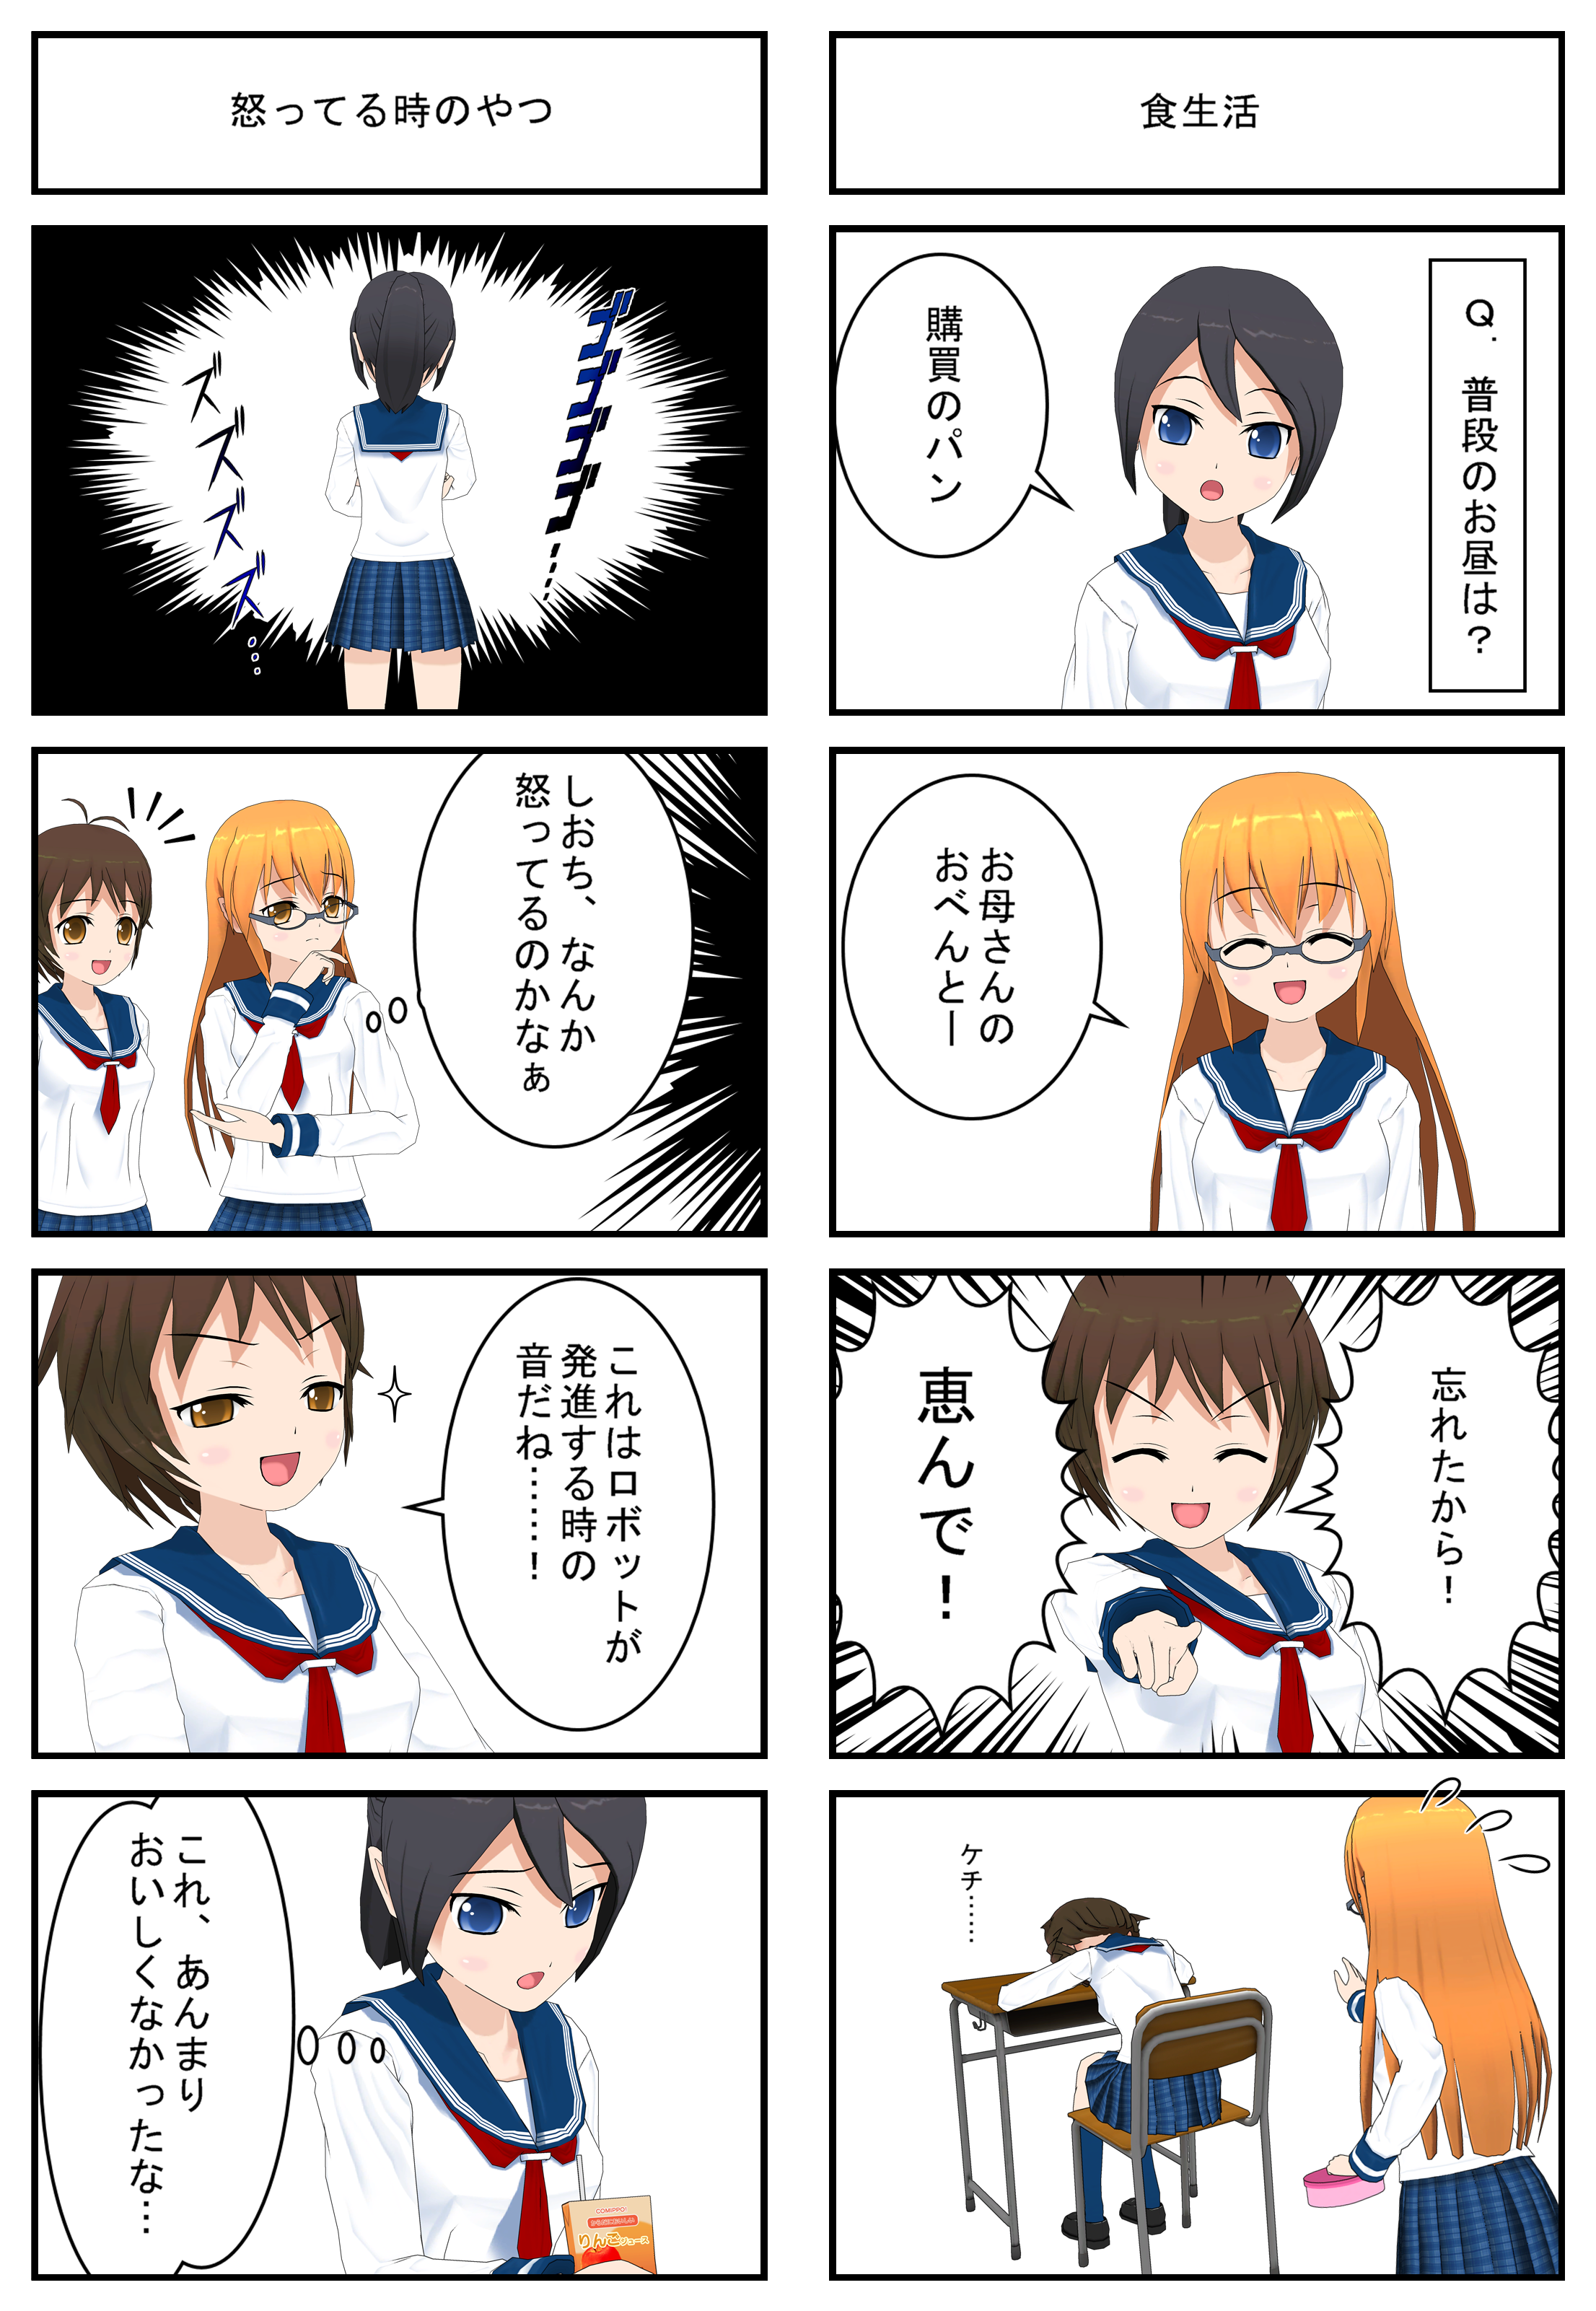 食生活
Q. 普段のお昼は？
購買のパン
お母さんの
おべんとー
忘れたから！
恵んで！
ケチ……
怒ってる時のやつ
ゴゴゴゴ…
ズズズズ…
しおち、なんか
怒ってるのかなぁ
これはロボットが
発進する時の
音だね……！
これ、あんまり
おいしくなかったな…
COMIPPO!
りんごジュース